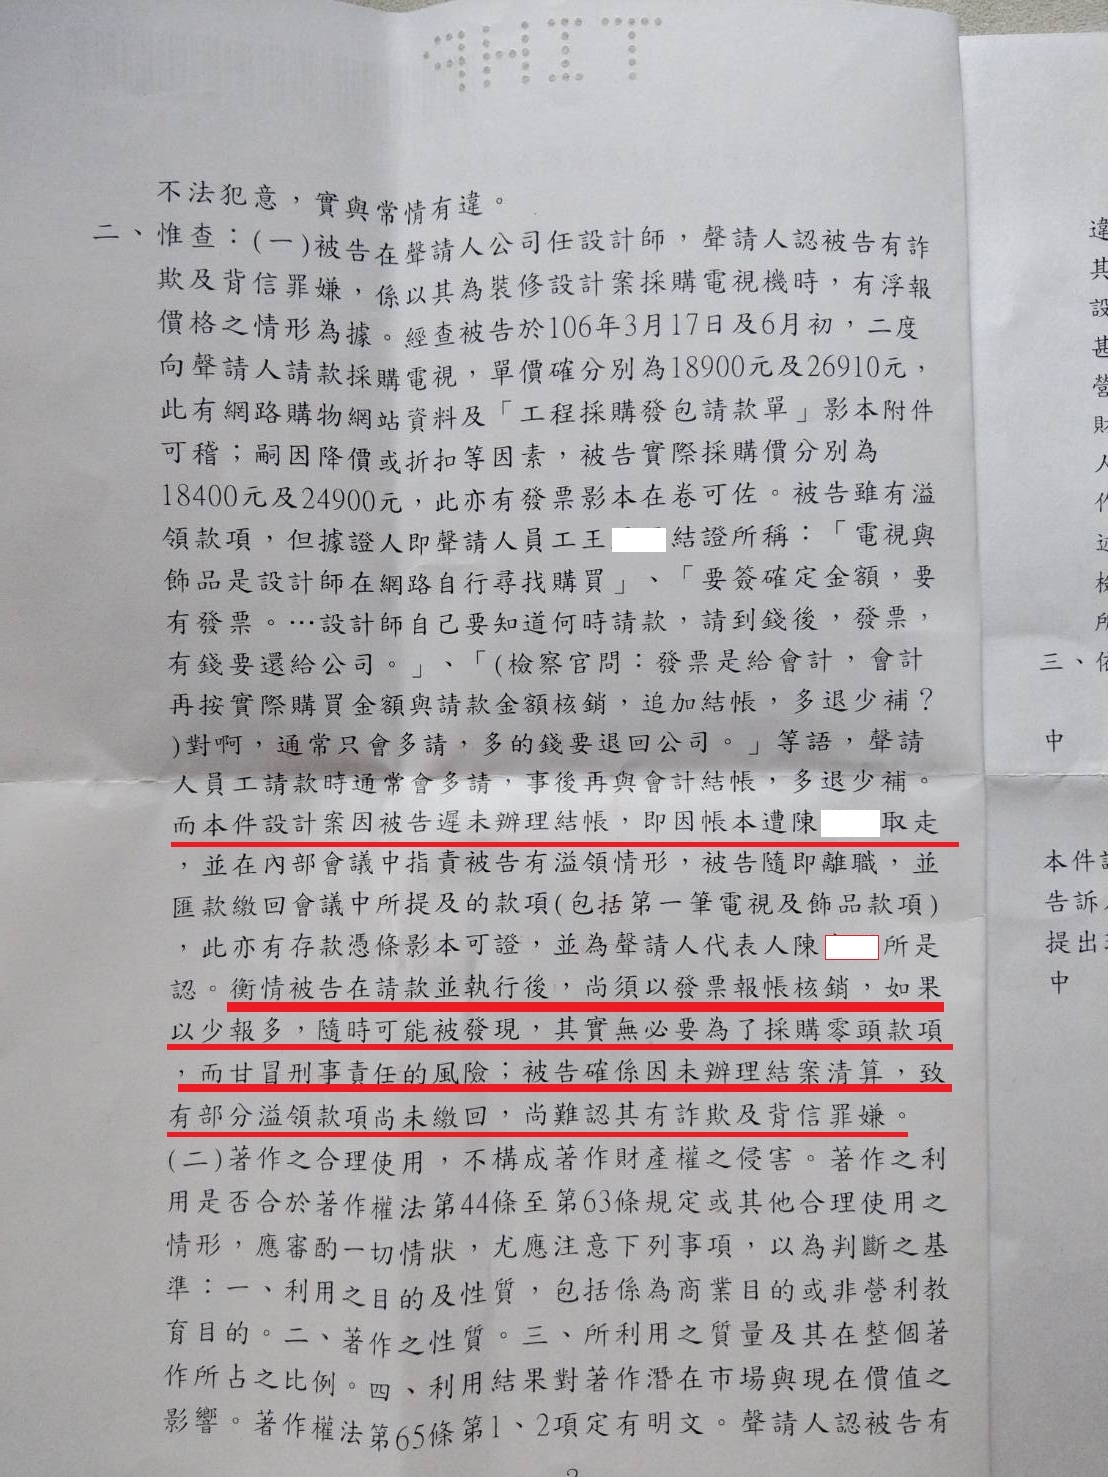 THP
不法犯意，實與常情有違。
二、惟查：(一)被告在聲請人公司任設計師，聲請人認被告有詐
欺及背信罪嫌，係以其為裝修設計案採購電視機時，有浮報
價格之情形為據。經查被告於106年3月17日及6月初，二度
向聲請人請款採購電視，單價確分別為18900元及26910元，
此有網路購物網站資料及「工程採購發包請款單」影本附件
可稽；嗣因降價或折扣等因素，被告實際採購價分別為
18400元及24900元，此亦有發票影本在卷可佐。被告雖有溢
領款項，但據證人即聲請人員工王 結證所稱：「電視與
飾品是設計師在網路自行尋找購買」、「要簽確定金額，要
有發票。…設計師自己要知道何時請款，請到錢後，發票，
有錢要還給公司。」、「(檢察官問：發票是給會計，會計
再按實際購買金額與請款金額核銷，追加結帳，多退少補？
)對啊，通常只會多請，多的錢要退回公司。」等語，聲請
人員工請款時通常會多請，事後再與會計結帳，多退少補。
而本件設計案因被告遲未辦理結帳，即因帳本遭陳 取走
，並在內部會議中指責被告有溢領情形，被告隨即離職，並
匯款繳回會議中所提及的款項(包括第一筆電視及飾品款項)
，此亦有存款憑條影本可證，並為聲請人代表人陳 所是
認。衡情被告在請款並執行後，尚須以發票報帳核銷，如果
以少報多，隨時可能被發現，其實無必要為了採購零頭款項
，而甘冒刑事責任的風險；被告確係因未辦理結案清算，致
有部分溢領款項尚未繳回，尚難認其有詐欺及背信罪嫌。
(二)著作之合理使用，不構成著作財產權之侵害。著作之利
用是否合於著作權法第44條至第63條規定或其他合理使用之
情形，應審酌一切情狀，尤應注意下列事項，以為判斷之基
準：一、利用之目的及性質，包括係為商業目的或非營利教
育目的。二、著作之性質。三、所利用之質量及其在整個著
作所占之比例。四、利用結果對著作潛在市場與現在價值之
影響。著作權法第65條第1、2項定有明文。聲請人認被告有
其
設
甚
營
人
作
所
三、依
中
本件
告訴人
提出
中